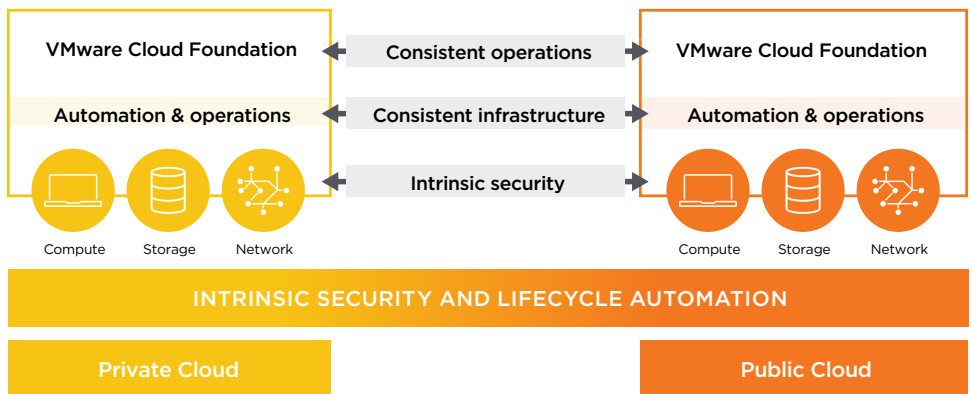 VMware Cloud Foundation
Consistent operations
VMware Cloud Foundation
Automation & operations
Consistent infrastructure
Automation & operations
Intrinsic security
Compute
Storage
Network
Compute
Storage
Network
INTRINSIC SECURITY AND LIFECYCLE AUTOMATION
Private Cloud
Public Cloud